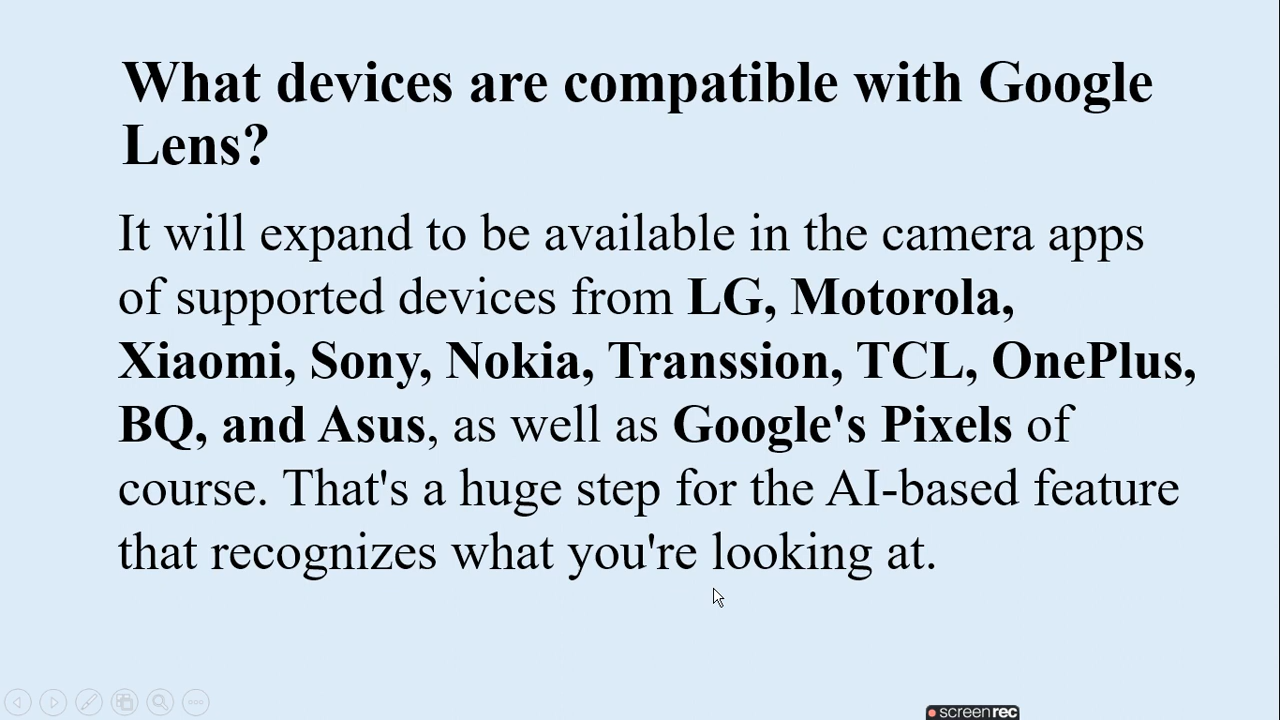 What devices are compatible with Google
Lens?
It will expand to be available in the camera apps
of supported devices from LG, Motorola,
Xiaomi, Sony, Nokia, Transsion, TCL, OnePlus,
BQ, and Asus, as well as Google's Pixels of
course. That's a huge step for the AI-based feature
that recognizes what you're looking at.
screenrec